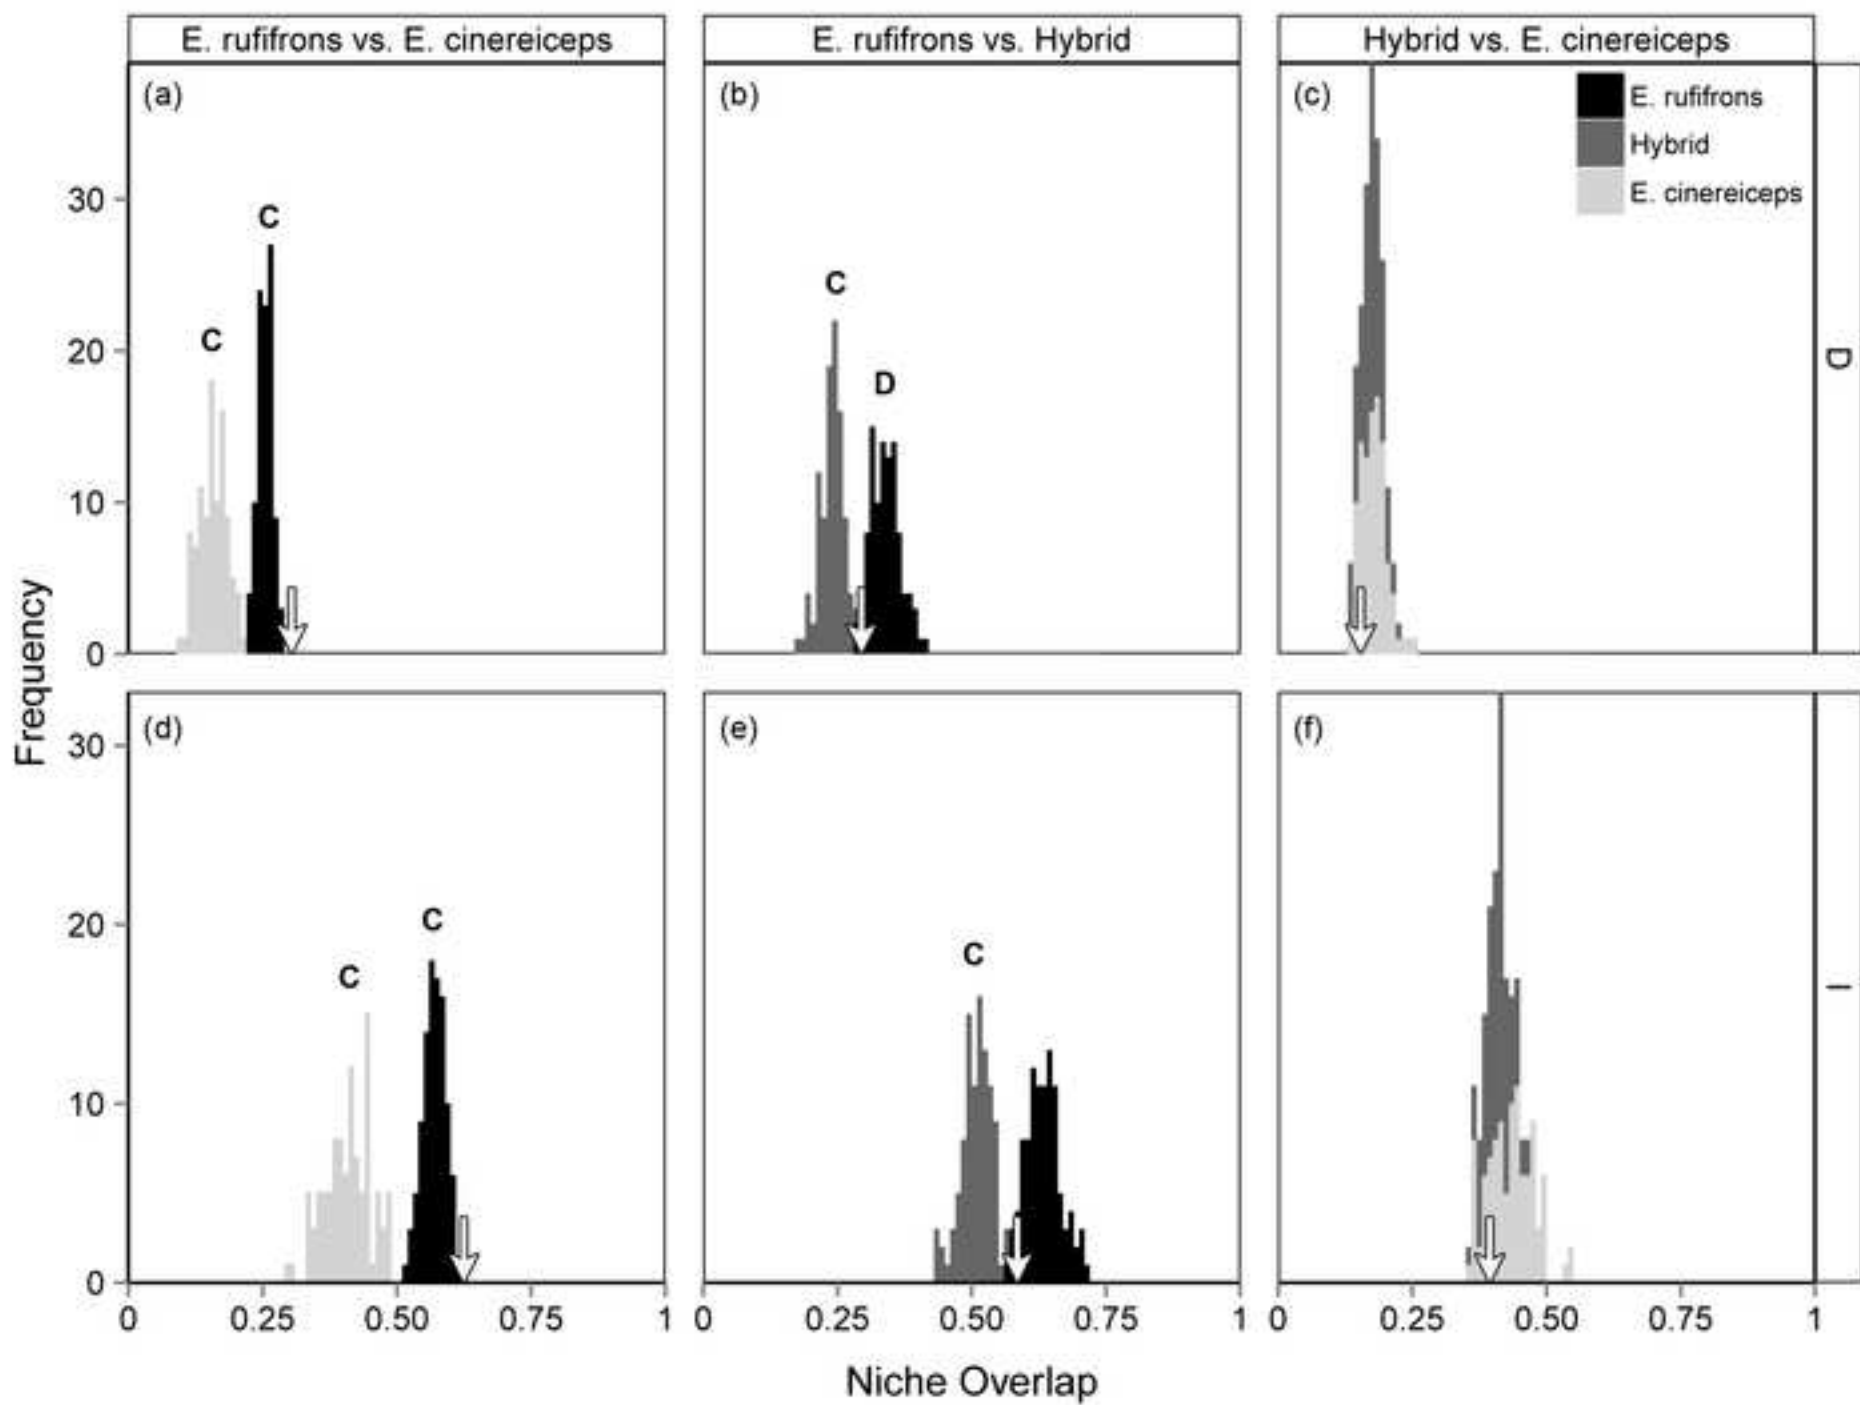 E. rufifrons vs. E. cinereiceps
E. rufifrons vs. Hybrid
Hybrid vs. E. cinereiceps
(a)
(b)
(c)
E. rufifrons
Hybrid
E. cinereiceps
30
20
10
0
C
C
C
D
D
Frequency
(d)
(e)
(f)
30
20
10
0
C
C
C
I
0 0.25 0.50 0.75 1
0 0.25 0.50 0.75 1
0 0.25 0.50 0.75 1
Niche Overlap